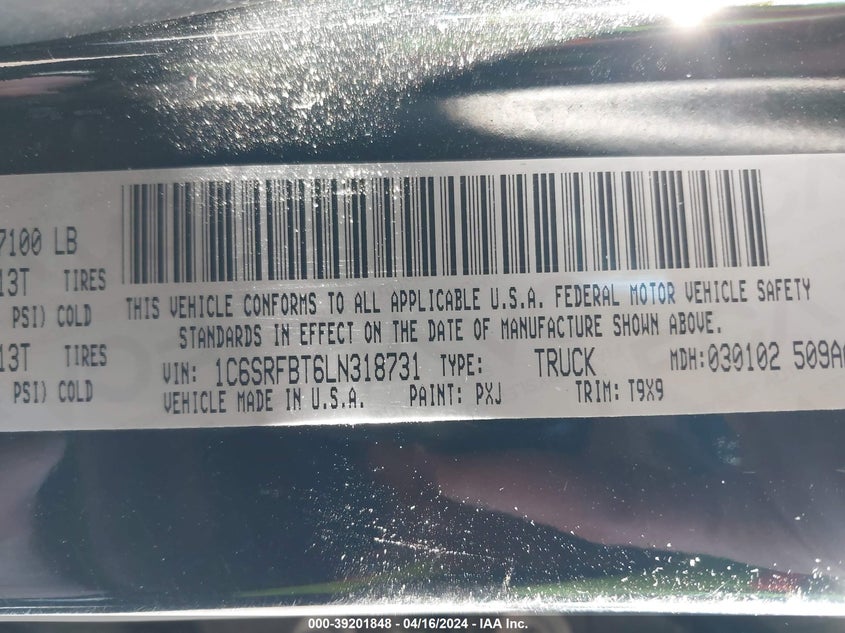 7100 LB
13T TIRES
PSI) COLD
13T TIRES
PSI) COLD
THIS VEHICLE CONFORMS TO ALL APPLICABLE U.S.A. FEDERAL MOTOR VEHICLE SAFETY
STANDARDS IN EFFECT ON THE DATE OF MANUFACTURE SHOWN ABOVE.
VIN: 1C6SRFBT6LN318731 TYPE: TRUCK MDH: 030102 509A
VEHICLE MADE IN U.S.A. PAINT: PXJ TRIM: T9X9
000-39201848 - 04/16/2024 - IAA Inc.